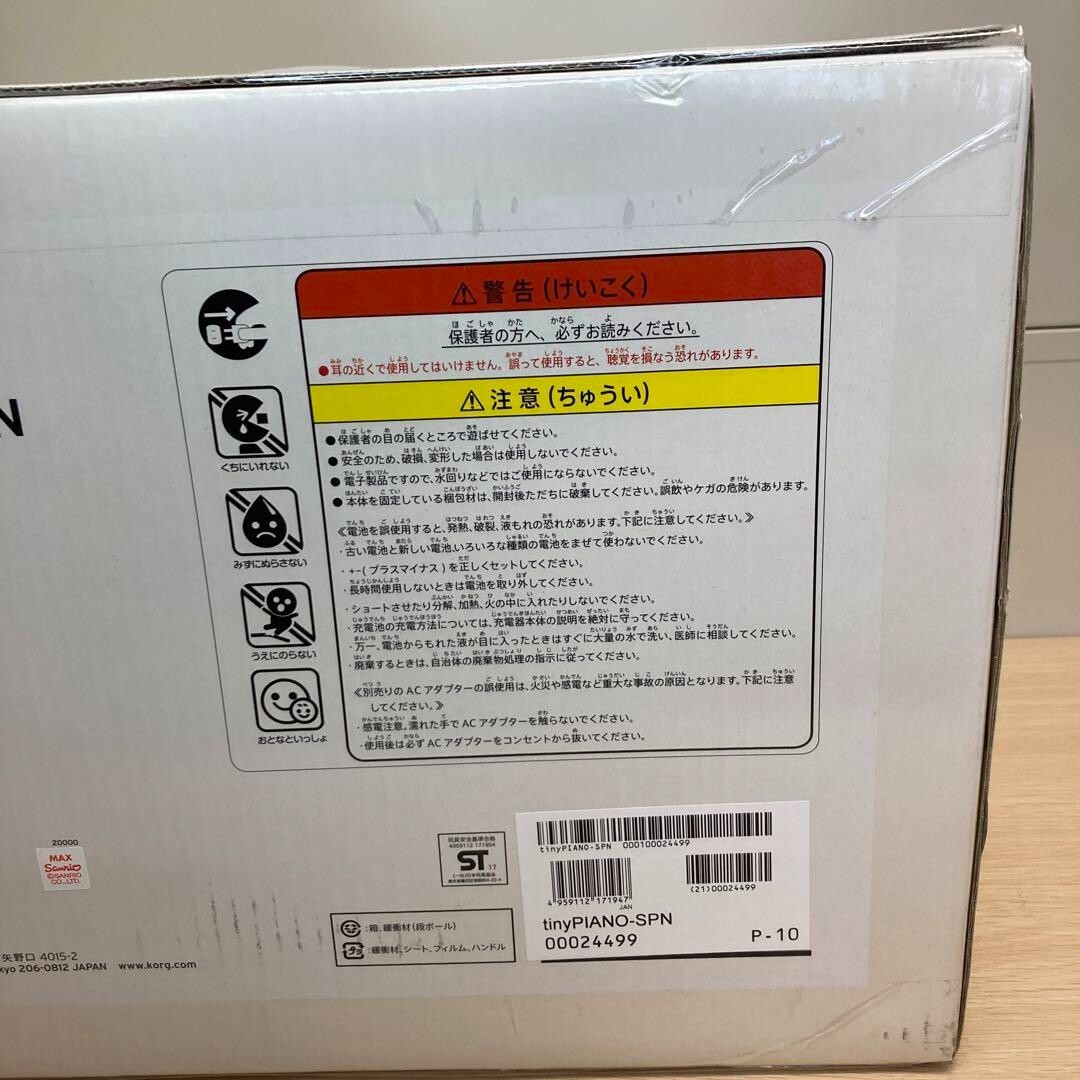 N
警告(けいこく)
保護者の方へ、必ずお読みください。
●耳の近くで使用してはいけません。誤って使用すると、聴覚を損なう恐れがあります。
注意(ちゅうい)
●保護者の目の届くところで遊ばせてください。
●安全のため、破損、変形した場合は使用しないでください。
●電子製品ですので、水回りなどではご使用にならないでください。
●本体を固定している梱包材は、開封後ただちに破棄してください。誤飲やケガの危険があります。
≪電池を誤使用すると、発熱、破裂、液もれの恐れがあります。下記に注意してください。≫
・古い電池と新しい電池、いろいろな種類の電池をまぜて使わないでください。
・+-(プラスマイナス)を正しくセットしてください。
・長時間使用しないときは電池を取り外してください。
・ショートさせたり分解、加熱、火の中に入れたりしないでください。
・充電池の充電方法については、充電器本体の説明を絶対に守ってください。
・万一、電池からもれた液が目に入ったときはすぐに大量の水で洗い、医師に相談してください。
・廃棄するときは、自治体の廃棄物処理の指示に従ってください。
≪別売りのACアダプターの誤使用は、火災や感電など重大な事故の原因となります。下記に注意
してください。≫
・感電注意。濡れた手でACアダプターを触らないでください。
・使用後は必ずACアダプターをコンセントから抜いてください。
くちにいれない
みずにぬらさない
うえにのらない
おとなといっしょ
20000
MAX
Sanrio
©SANRIO
CO.,LTD.
玩具安全基準合格
4959112 171954
ST 17
(一社)日本玩具協会
:箱、緩衝材(段ボール)
:緩衝材、シート、フィルム、ハンドル
矢野口 4015-2
kyo 206-0812 JAPAN www.korg.com
tinyPIANO-SPN 000100024499
4 959112 171947
JAN
(21)00024499
tinyPIANO-SPN
00024499
P-10